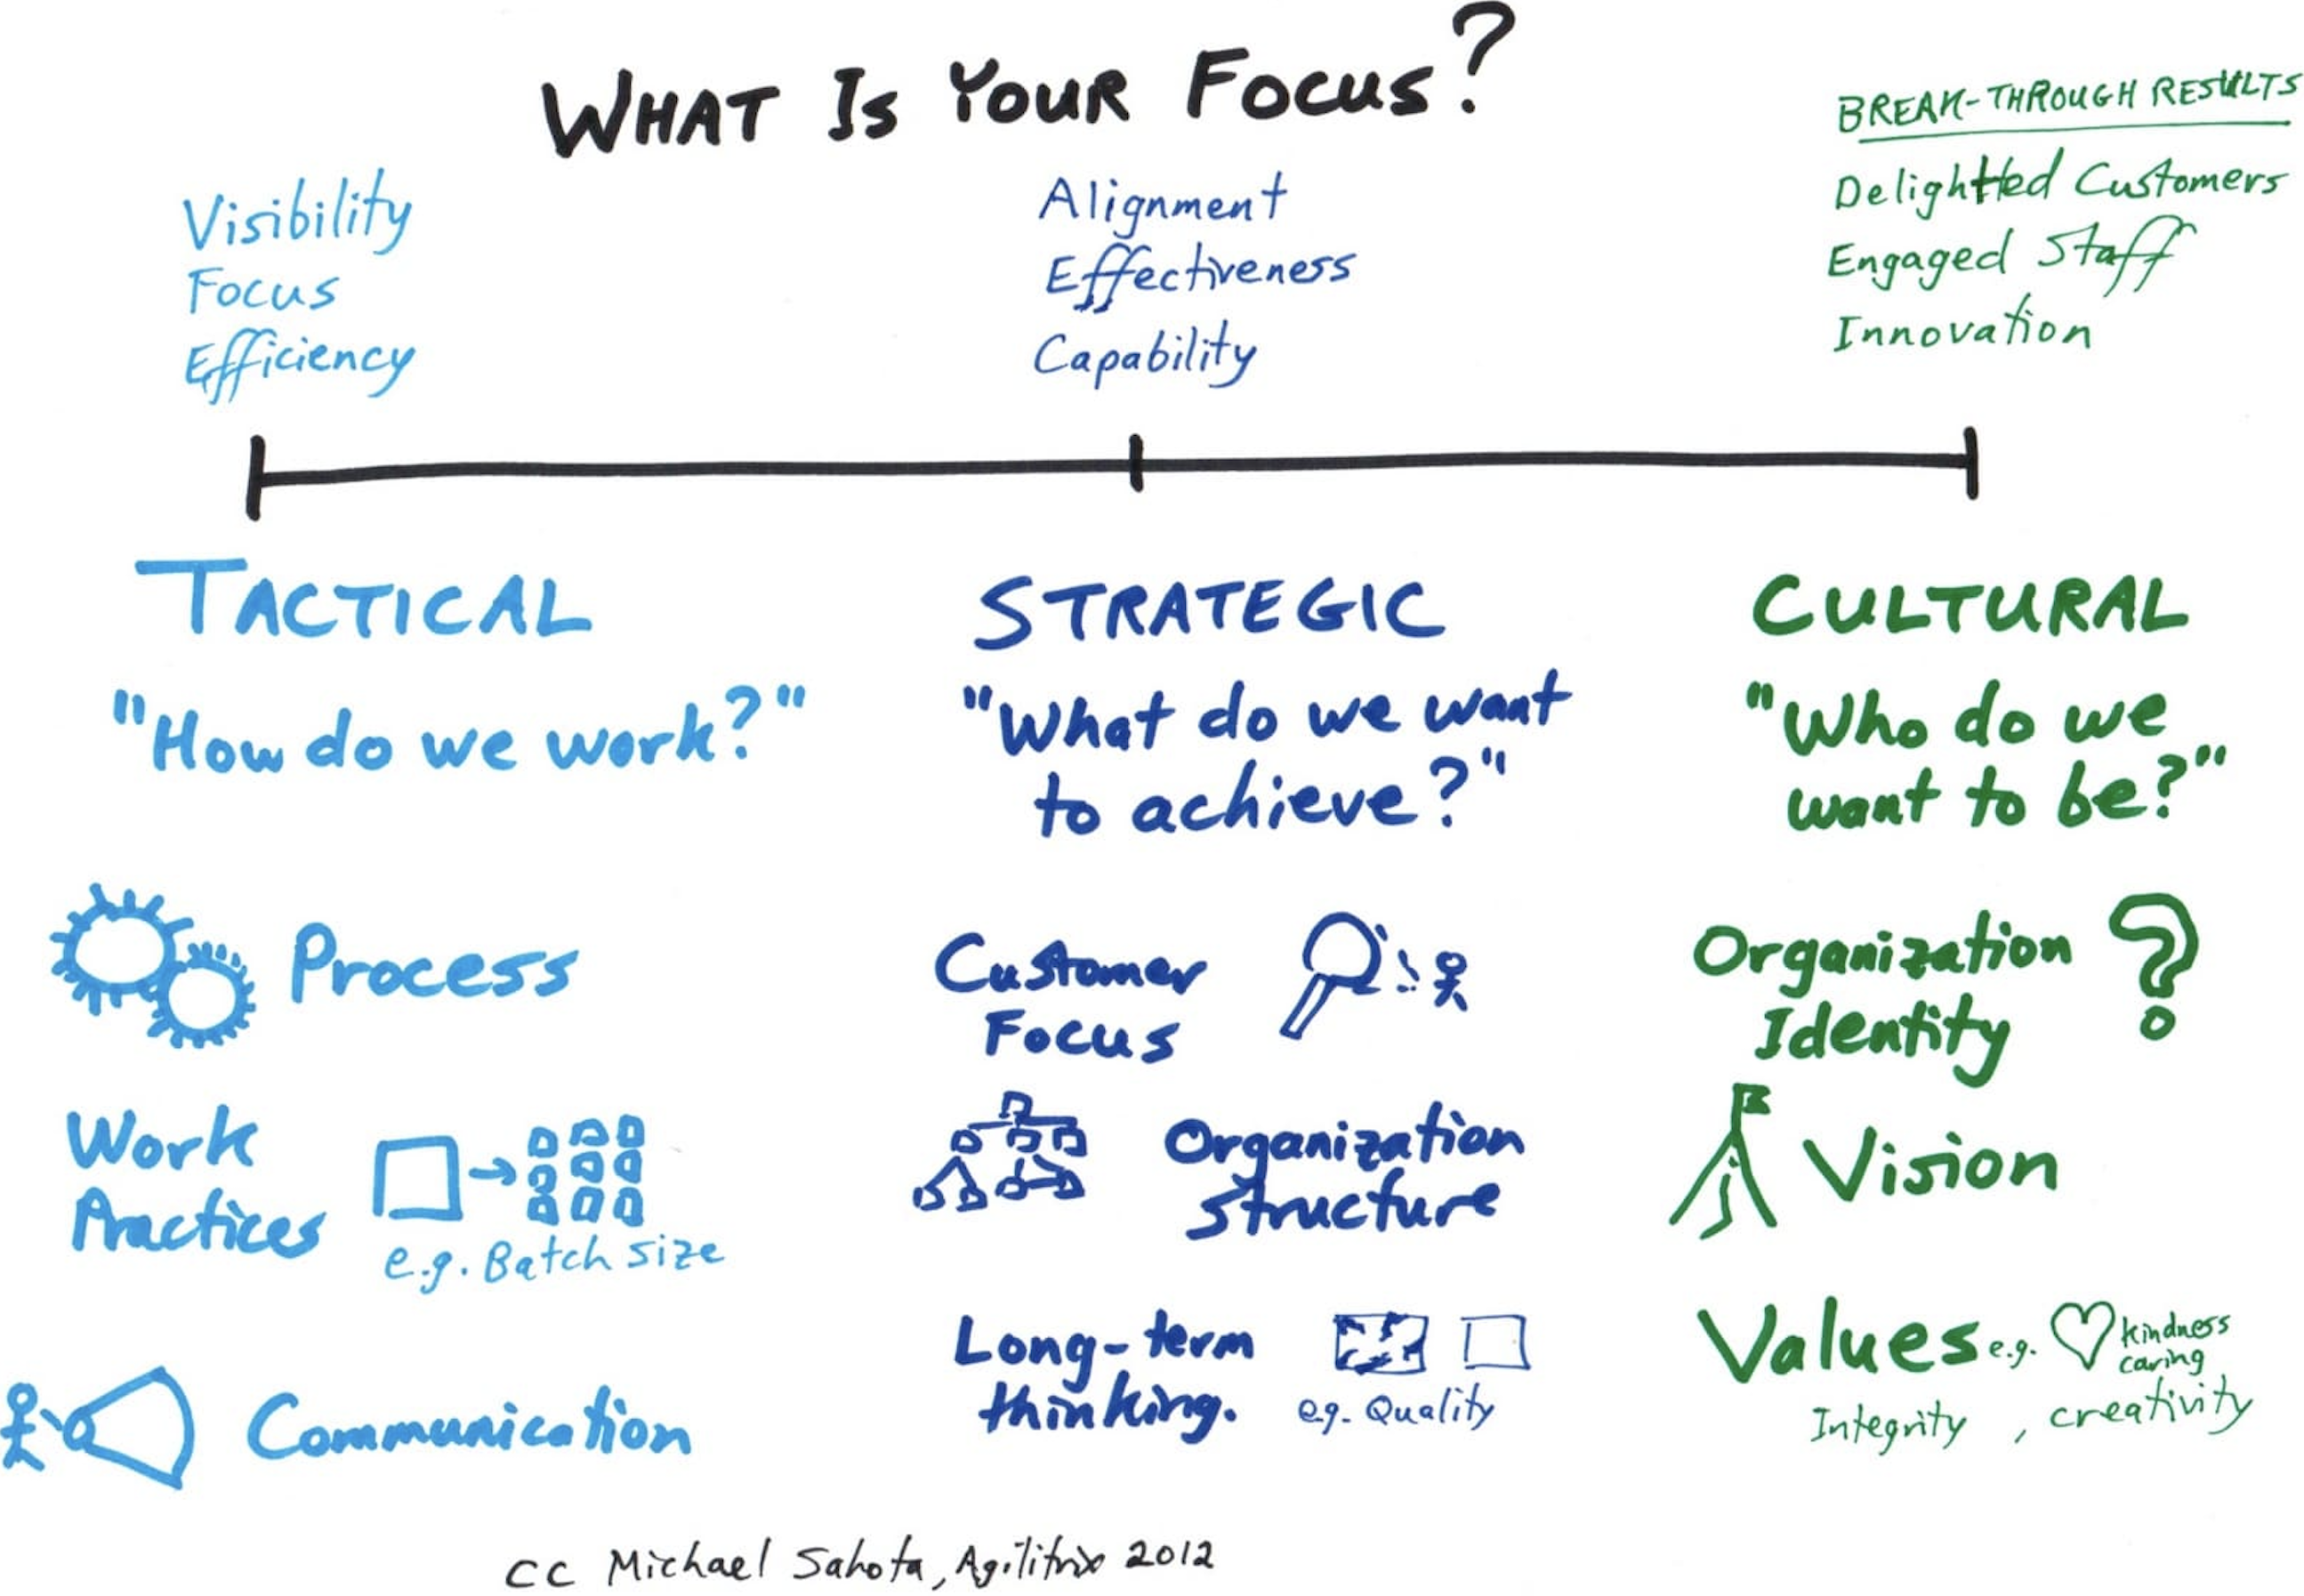 WHAT IS YOUR FOCUS?
Visibility
Focus
Efficiency
Alignment
Effectiveness
Capability
BREAK-THROUGH RESULTS
Delighted Customers
Engaged Staff
Innovation
TACTICAL
"How do we work?"
Process
Work
Practices
e.g. Batch size
Communication
STRATEGIC
"What do we want
to achieve?"
Customer
Focus
Organization
Structure
Long-term
thinking.
e.g. Quality
CULTURAL
"Who do we
want to be?"
Organization
Identity
Vision
Values e.g. kindness
caring
Integrity , creativity
CC Michael Sahota, Agilitrix 2012